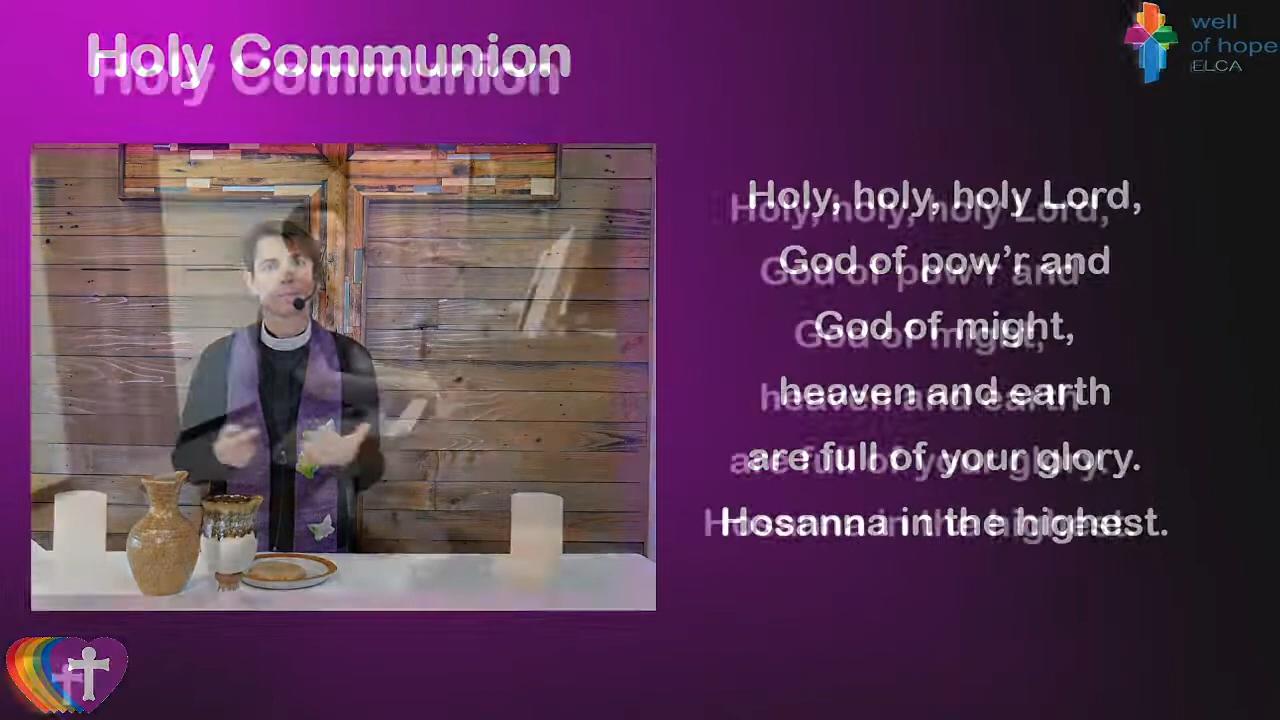 Holy Communion
well
of hope
ELCA
Holy, holy, holy Lord,
God of pow’r and
God of might,
heaven and earth
are full of your glory.
Hosanna in the highest.